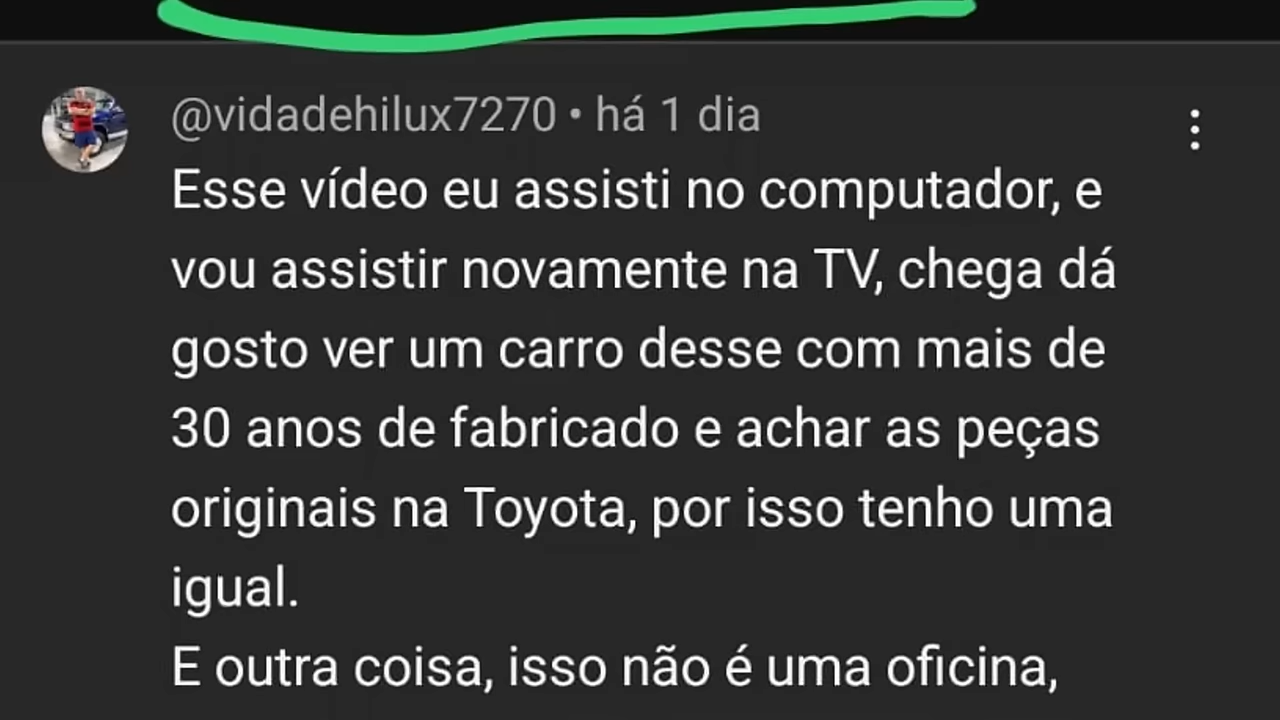 @vidadehilux7270 • há 1 dia
Esse vídeo eu assisti no computador, e
vou assistir novamente na TV, chega dá
gosto ver um carro desse com mais de
30 anos de fabricado e achar as peças
originais na Toyota, por isso tenho uma
igual.
E outra coisa, isso não é uma oficina,